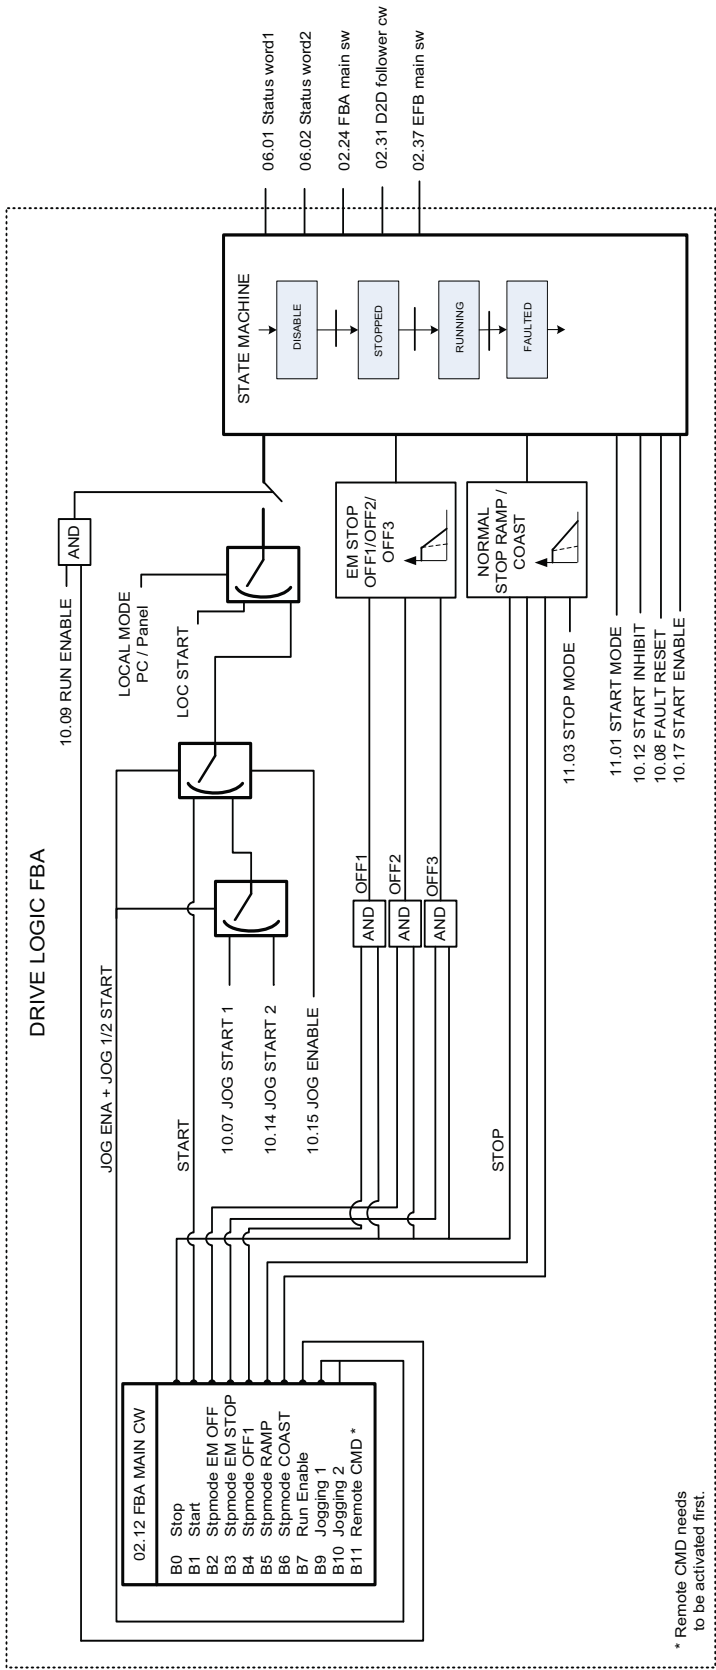 DRIVE LOGIC FBA
02.12 FBA MAIN CW
B0 Stop
B1 Start
B2 Stpmode EM OFF
B3 Stpmode EM STOP
B4 Stpmode OFF1
B5 Stpmode RAMP
B6 Stpmode COAST
B7 Run Enable
B9 Jogging 1
B10 Jogging 2
B11 Remote CMD *
* Remote CMD needs
to be activated first.
JOG ENA + JOG 1/2 START
START
10.07 JOG START 1
10.14 JOG START 2
10.15 JOG ENABLE
STOP
AND
OFF1
AND
OFF2
AND
OFF3
10.09 RUN ENABLE
AND
LOCAL MODE
PC / Panel
LOC START
EM STOP
OFF1/OFF2/
OFF3
NORMAL
STOP RAMP /
COAST
11.03 STOP MODE
11.01 START MODE
10.12 START INHIBIT
10.08 FAULT RESET
10.17 START ENABLE
STATE MACHINE
DISABLE
STOPPED
RUNNING
FAULTED
06.01 Status word1
06.02 Status word2
02.24 FBA main sw
02.31 D2D follower cw
02.37 EFB main sw